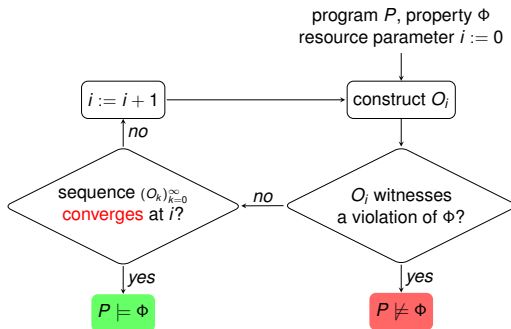 program P, property Φ
resource parameter i := 0
i := i + 1
construct O_i
no
sequence (O_k)_{k=0}^∞
converges at i?
no
O_i witnesses
a violation of Φ?
yes
yes
P ⊨ Φ
P ⊭ Φ